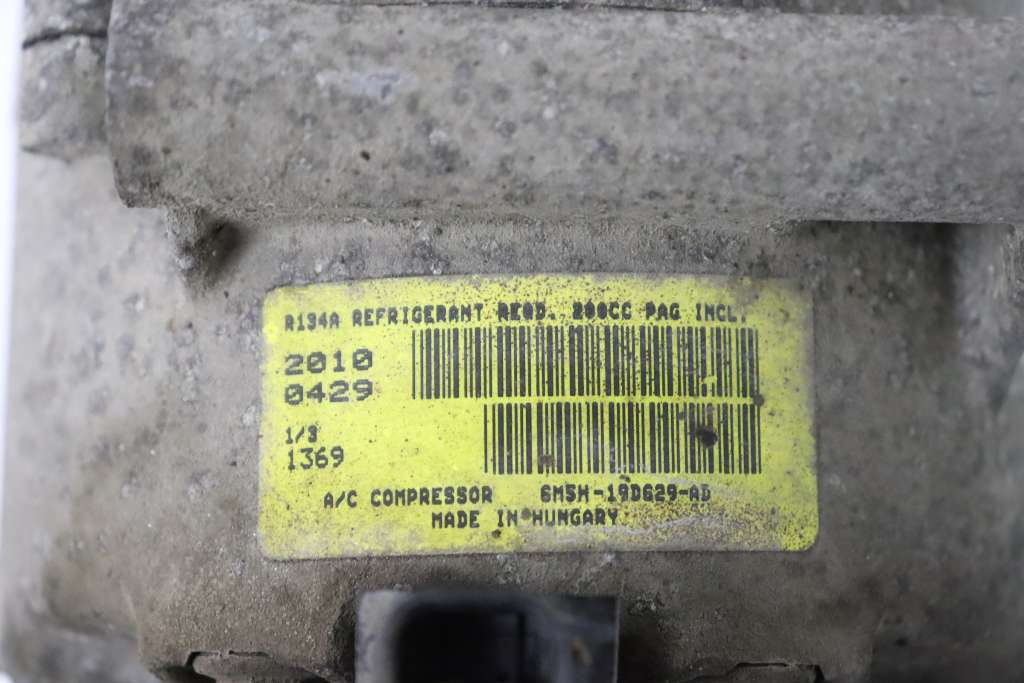 R134A REFRIGERANT REQD. 200CC PAG INCL.
2010
0429
1/3
1369
A/C COMPRESSOR 6M5H-19D629-AD
MADE IN HUNGARY